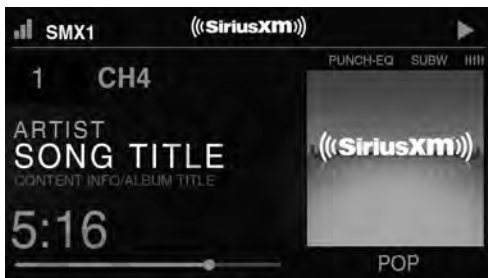 SMX1 ((SiriusXM))
PUNCH-EQ SUBW
1 CH4
ARTIST
SONG TITLE
CONTENT INFO/ALBUM TITLE
((SiriusXM))
5:16
POP